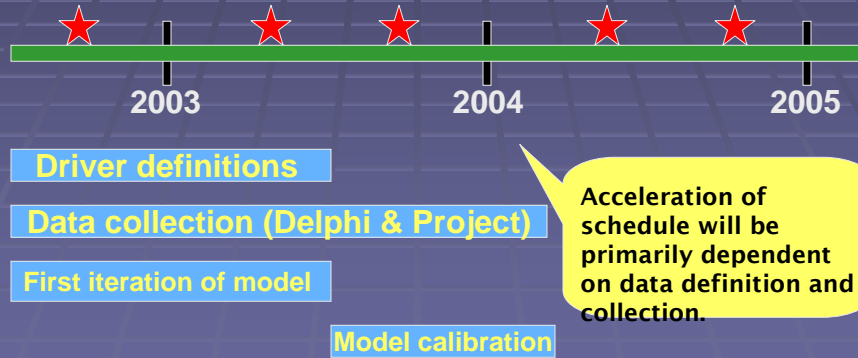 2003
2004
2005
Driver definitions
Data collection (Delphi & Project)
First iteration of model
Model calibration
Acceleration of
schedule will be
primarily dependent
on data definition and
collection.